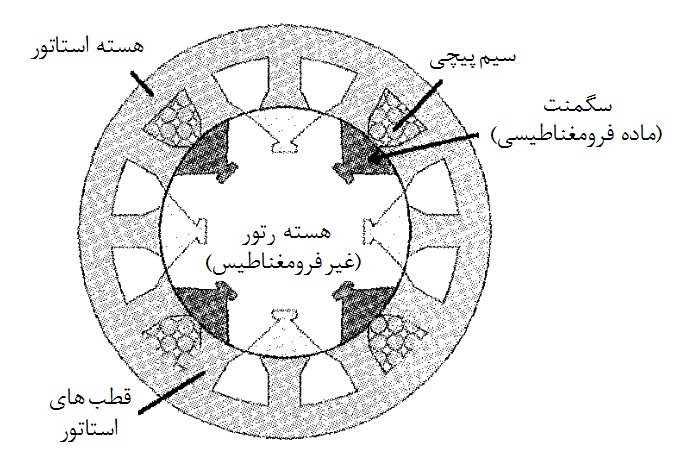 هسته استاتور
سیم پیچی
سگمنت
(ماده فرومغناطیسی)
هسته رتور
(غیر فرومغناطیس)
قطب های
استاتور